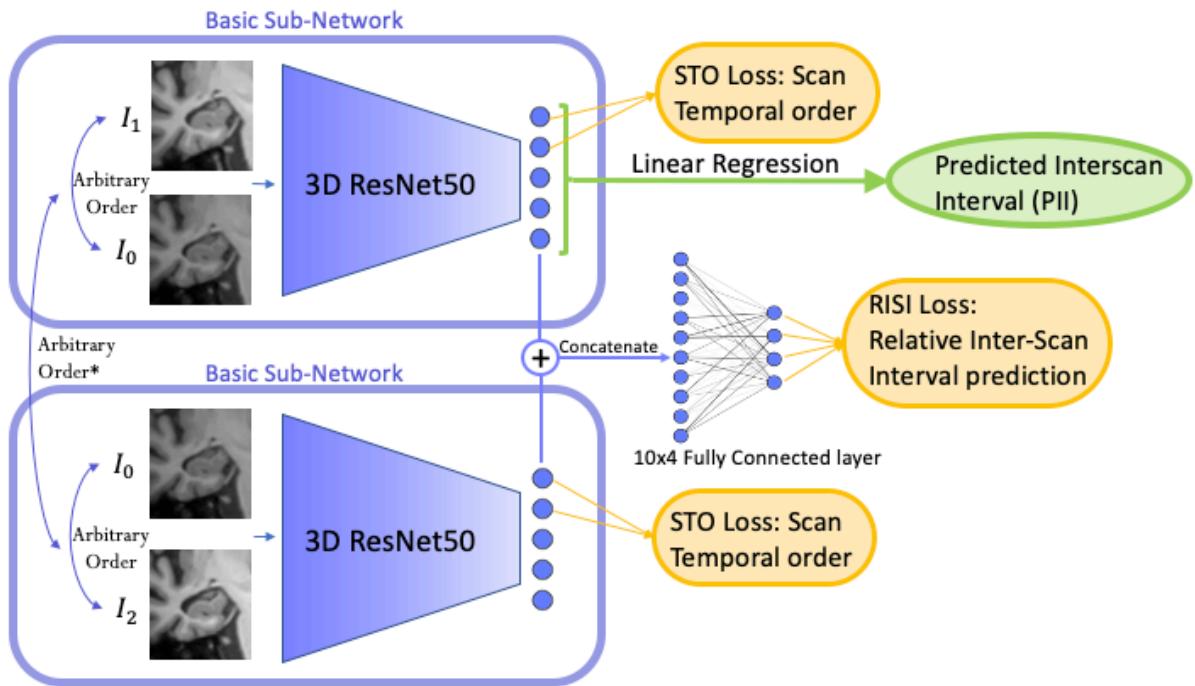 Basic Sub-Network
I₁
Arbitrary
Order
I₀
3D ResNet50
STO Loss: Scan
Temporal order
Linear Regression
Predicted Interscan
Interval (PII)
Arbitrary
Order*
+
Concatenate
10x4 Fully Connected layer
RISI Loss:
Relative Inter-Scan
Interval prediction
Basic Sub-Network
I₀
Arbitrary
Order
I₂
3D ResNet50
STO Loss: Scan
Temporal order